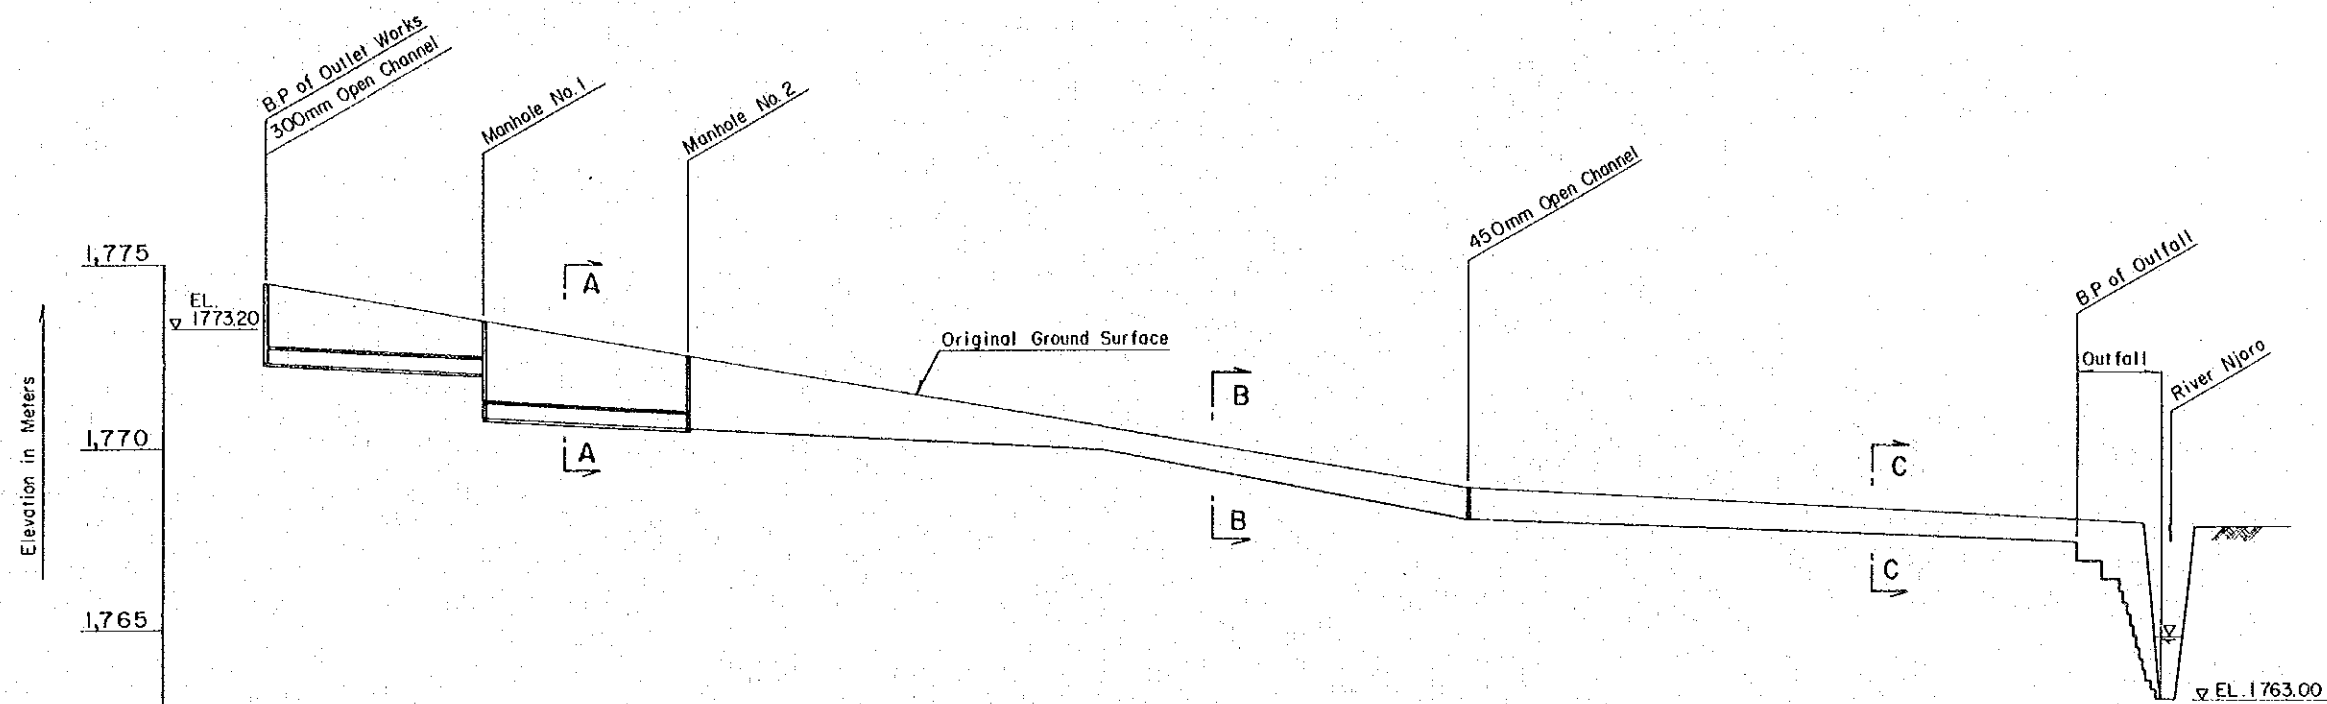 B.P of Outlet Works
300mm Open Channel
Manhole No.1
Manhole No.2
450mm Open Channel
B.P of Outfall
Outfall
River Njoro
1,775
EL.
1773.20
A
Original Ground Surface
B
1,770
A
C
B
C
1,765
Elevation in Meters
EL.1763.00